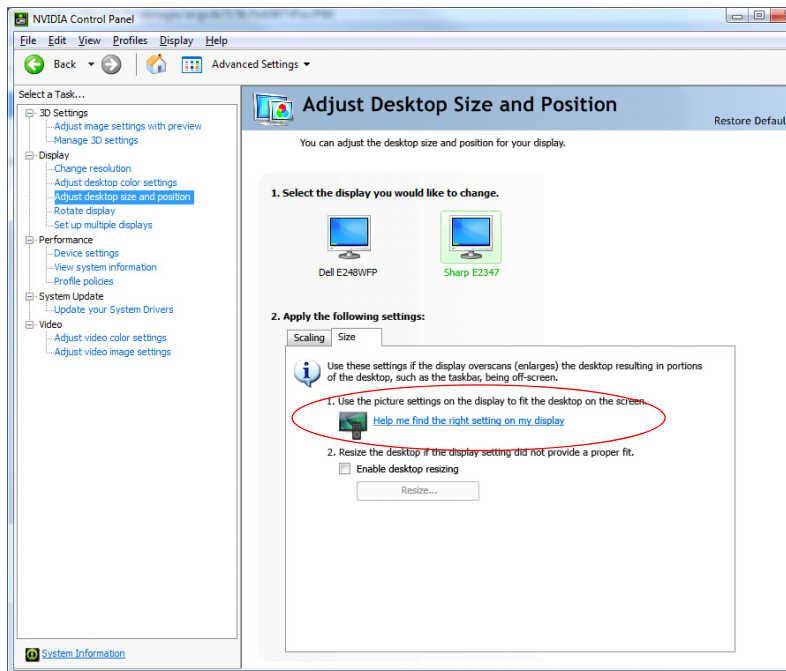 NVIDIA Control Panel
File Edit View Profiles Display Help
Back Advanced Settings
Select a Task...
3D Settings
Adjust image settings with preview
Manage 3D settings
Display
Change resolution
Adjust desktop color settings
Adjust desktop size and position
Rotate display
Set up multiple displays
Performance
Device settings
View system information
Profile policies
System Update
Update your System Drivers
Video
Adjust video color settings
Adjust video image settings
System Information
Adjust Desktop Size and Position
Restore Defaul
You can adjust the desktop size and position for your display.
1. Select the display you would like to change.
Dell E248WFP Sharp E2347
2. Apply the following settings:
Scaling Size
Use these settings if the display overscans (enlarges) the desktop resulting in portions
of the desktop, such as the taskbar, being off-screen.
1. Use the picture settings on the display to fit the desktop on the screen.
Help me find the right setting on my display
2. Resize the desktop if the display setting did not provide a proper fit.
Enable desktop resizing
Resize...